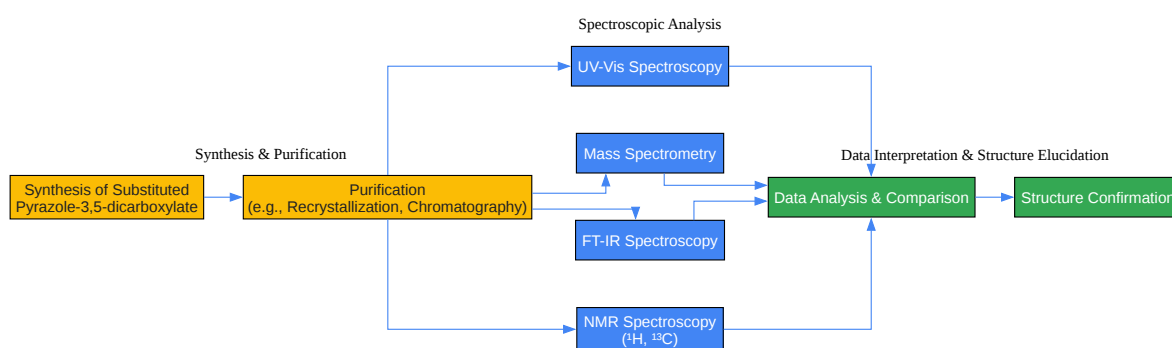 Spectroscopic Analysis
UV-Vis Spectroscopy
Synthesis & Purification
Mass Spectrometry
Data Interpretation & Structure Elucidation
Synthesis of Substituted
Pyrazole-3,5-dicarboxylate
Purification
(e.g., Recrystallization, Chromatography)
Data Analysis & Comparison
Structure Confirmation
FT-IR Spectroscopy
NMR Spectroscopy
(¹H, ¹³C)